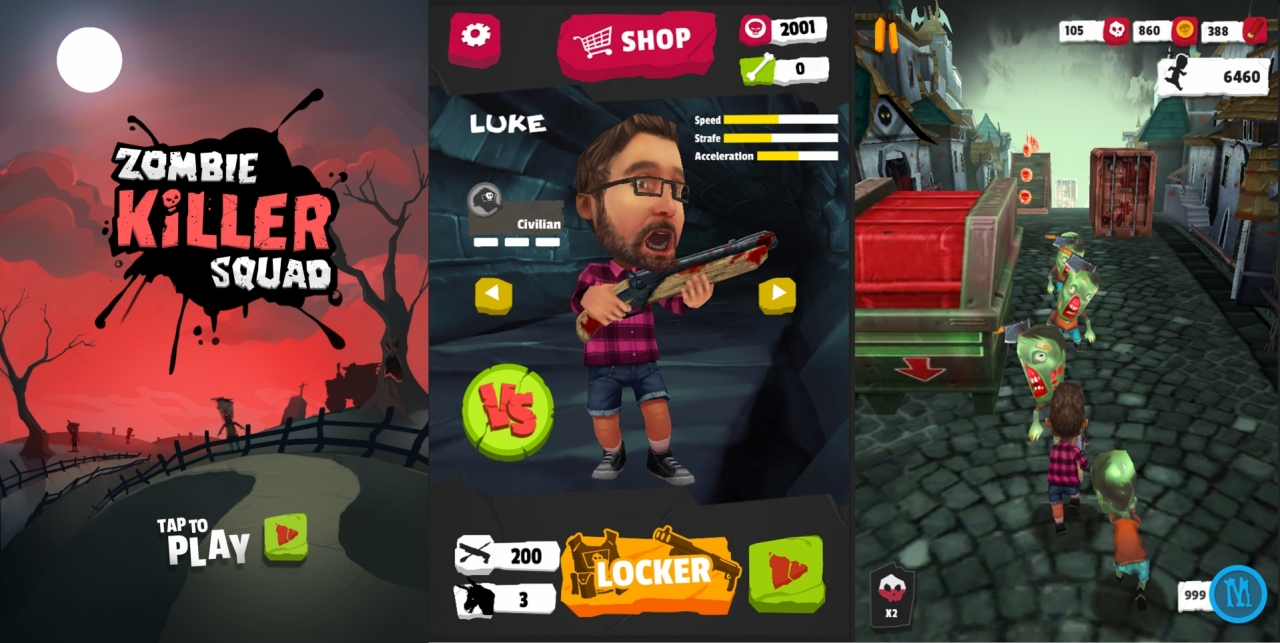 ZOMBIE
KiLLER
SQUAD
TAP TO
PLAY
SHOP
2001
0
LUKE
Speed
Strafe
Acceleration
Civilian
VS
200
3
LOCKER
105
860
388
6460
X2
999
M